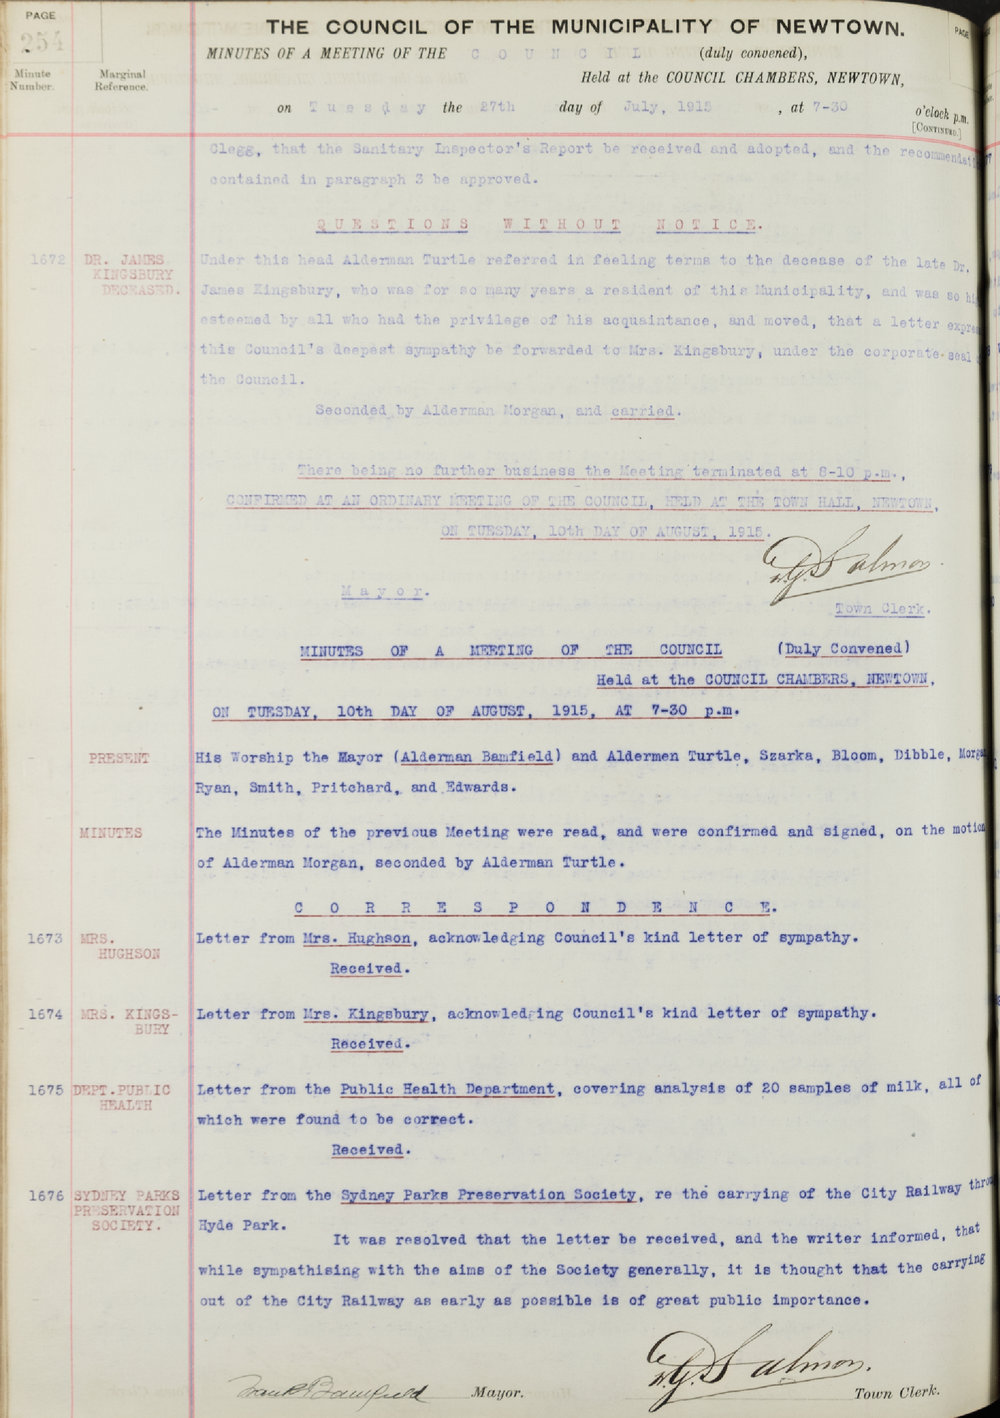 PAGE
254
THE COUNCIL OF THE MUNICIPALITY OF NEWTOWN.
PAGE
MINUTES OF A MEETING OF THE C O U N C I L (duly convened),
Minute Number.
Marginal Reference.
Held at the COUNCIL CHAMBERS, NEWTOWN,
on T u e s d a y the 27th day of July, 1915 , at 7-30 o'clock p.m.
[CONTINUED.]
Clegg, that the Sanitary Inspector's Report be received and adopted, and the recommendati
contained in paragraph 3 be approved.
Q U E S T I O N S W I T H O U T N O T I C E.
1672 DR. JAMES KINGSBURY DECEASED.
Under this head Alderman Turtle referred in feeling terms to the decease of the late Dr.
James Kingsbury, who was for so many years a resident of this Municipality, and was so hi
esteemed by all who had the privilege of his acquaintance, and moved, that a letter expre
this Council's deepest sympathy be forwarded to Mrs. Kingsbury, under the corporate seal
the Council.
Seconded by Alderman Morgan, and carried.
There being no further business the Meeting terminated at 8-10 p.m.,
CONFIRMED AT AN ORDINARY MEETING OF THE COUNCIL, HELD AT THE TOWN HALL, NEWTOWN,
ON TUESDAY, 10th DAY OF AUGUST, 1915.
Salmon
M a y o r.
Town Clerk.
MINUTES OF A MEETING OF THE COUNCIL (Duly Convened)
Held at the COUNCIL CHAMBERS, NEWTOWN,
ON TUESDAY, 10th DAY OF AUGUST, 1915, AT 7-30 p.m.
PRESENT
His Worship the Mayor (Alderman Bamfield) and Aldermen Turtle, Szarka, Bloom, Dibble, Morga
Ryan, Smith, Pritchard, and Edwards.
MINUTES
The Minutes of the previous Meeting were read, and were confirmed and signed, on the motion
of Alderman Morgan, seconded by Alderman Turtle.
C O R R E S P O N D E N C E.
1673 MRS. HUGHSON
Letter from Mrs. Hughson, acknowledging Council's kind letter of sympathy.
Received.
1674 MRS. KINGS-BURY
Letter from Mrs. Kingsbury, acknowledging Council's kind letter of sympathy.
Received.
1675 DEPT.PUBLIC HEALTH
Letter from the Public Health Department, covering analysis of 20 samples of milk, all of
which were found to be correct.
Received.
1676 SYDNEY PARKS PRESERVATION SOCIETY.
Letter from the Sydney Parks Preservation Society, re the carrying of the City Railway thro
Hyde Park.
It was resolved that the letter be received, and the writer informed, that
while sympathising with the aims of the Society generally, it is thought that the carrying
out of the City Railway as early as possible is of great public importance.
Frank Bamfield Mayor.
Salmon.
Town Clerk.